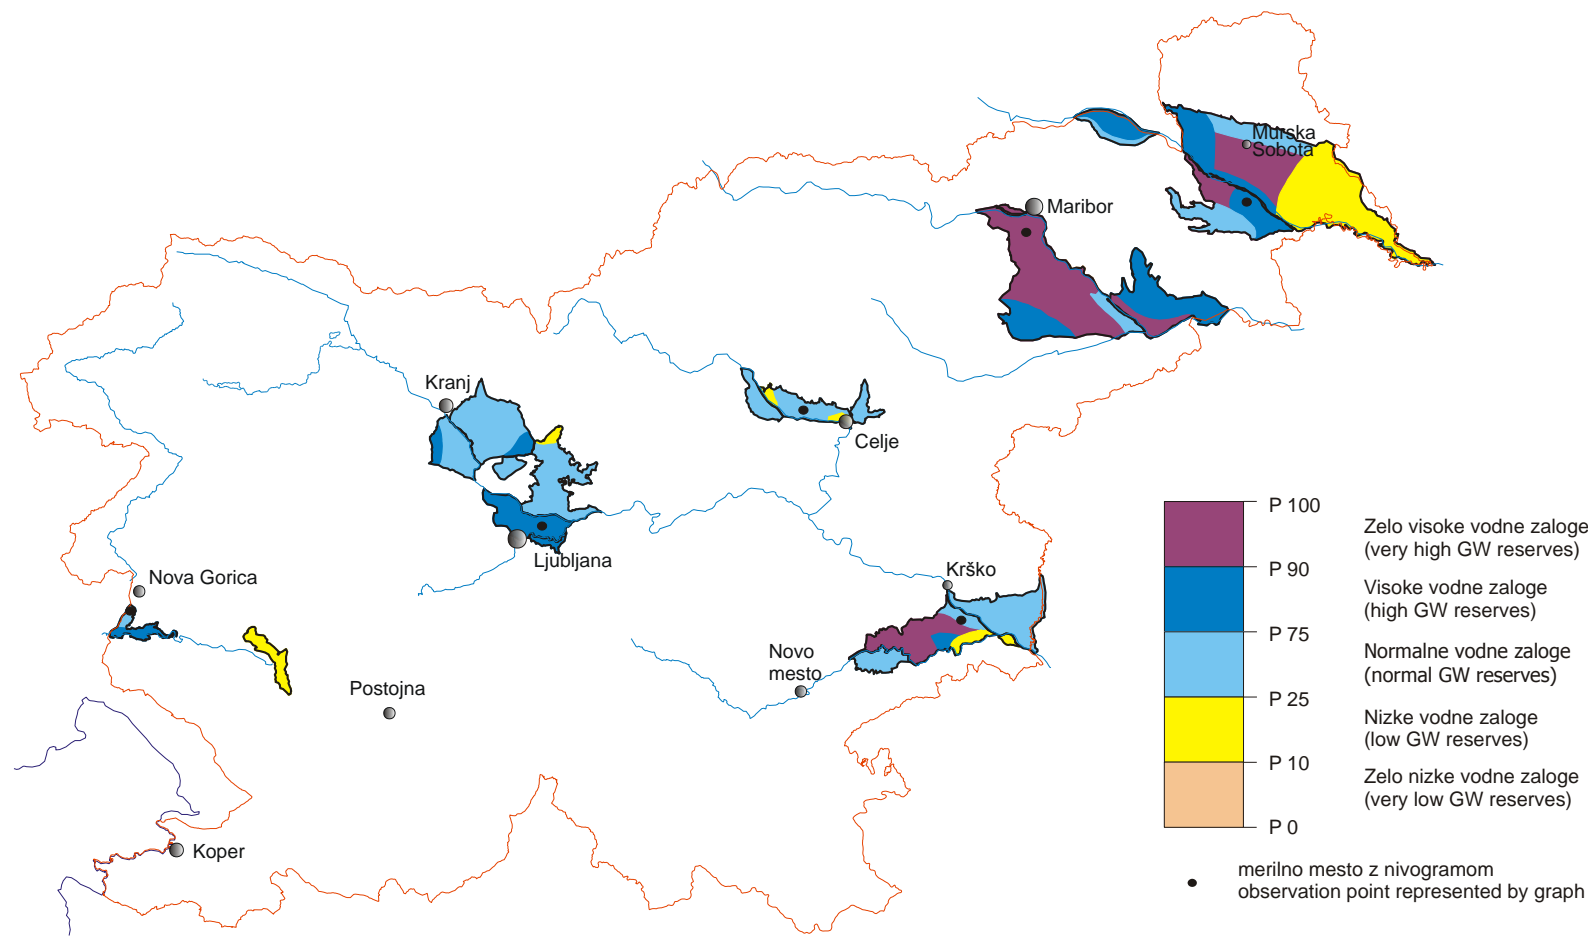 Murska
Sobota
Maribor
Kranj
Celje
Ljubljana
Nova Gorica
Krško
Novo
mesto
Postojna
Koper
P 100
Zelo visoke vodne zaloge
(very high GW reserves)
P 90
Visoke vodne zaloge
(high GW reserves)
P 75
Normalne vodne zaloge
(normal GW reserves)
P 25
Nizke vodne zaloge
(low GW reserves)
P 10
Zelo nizke vodne zaloge
(very low GW reserves)
P 0
merilno mesto z nivogramom
observation point represented by graph